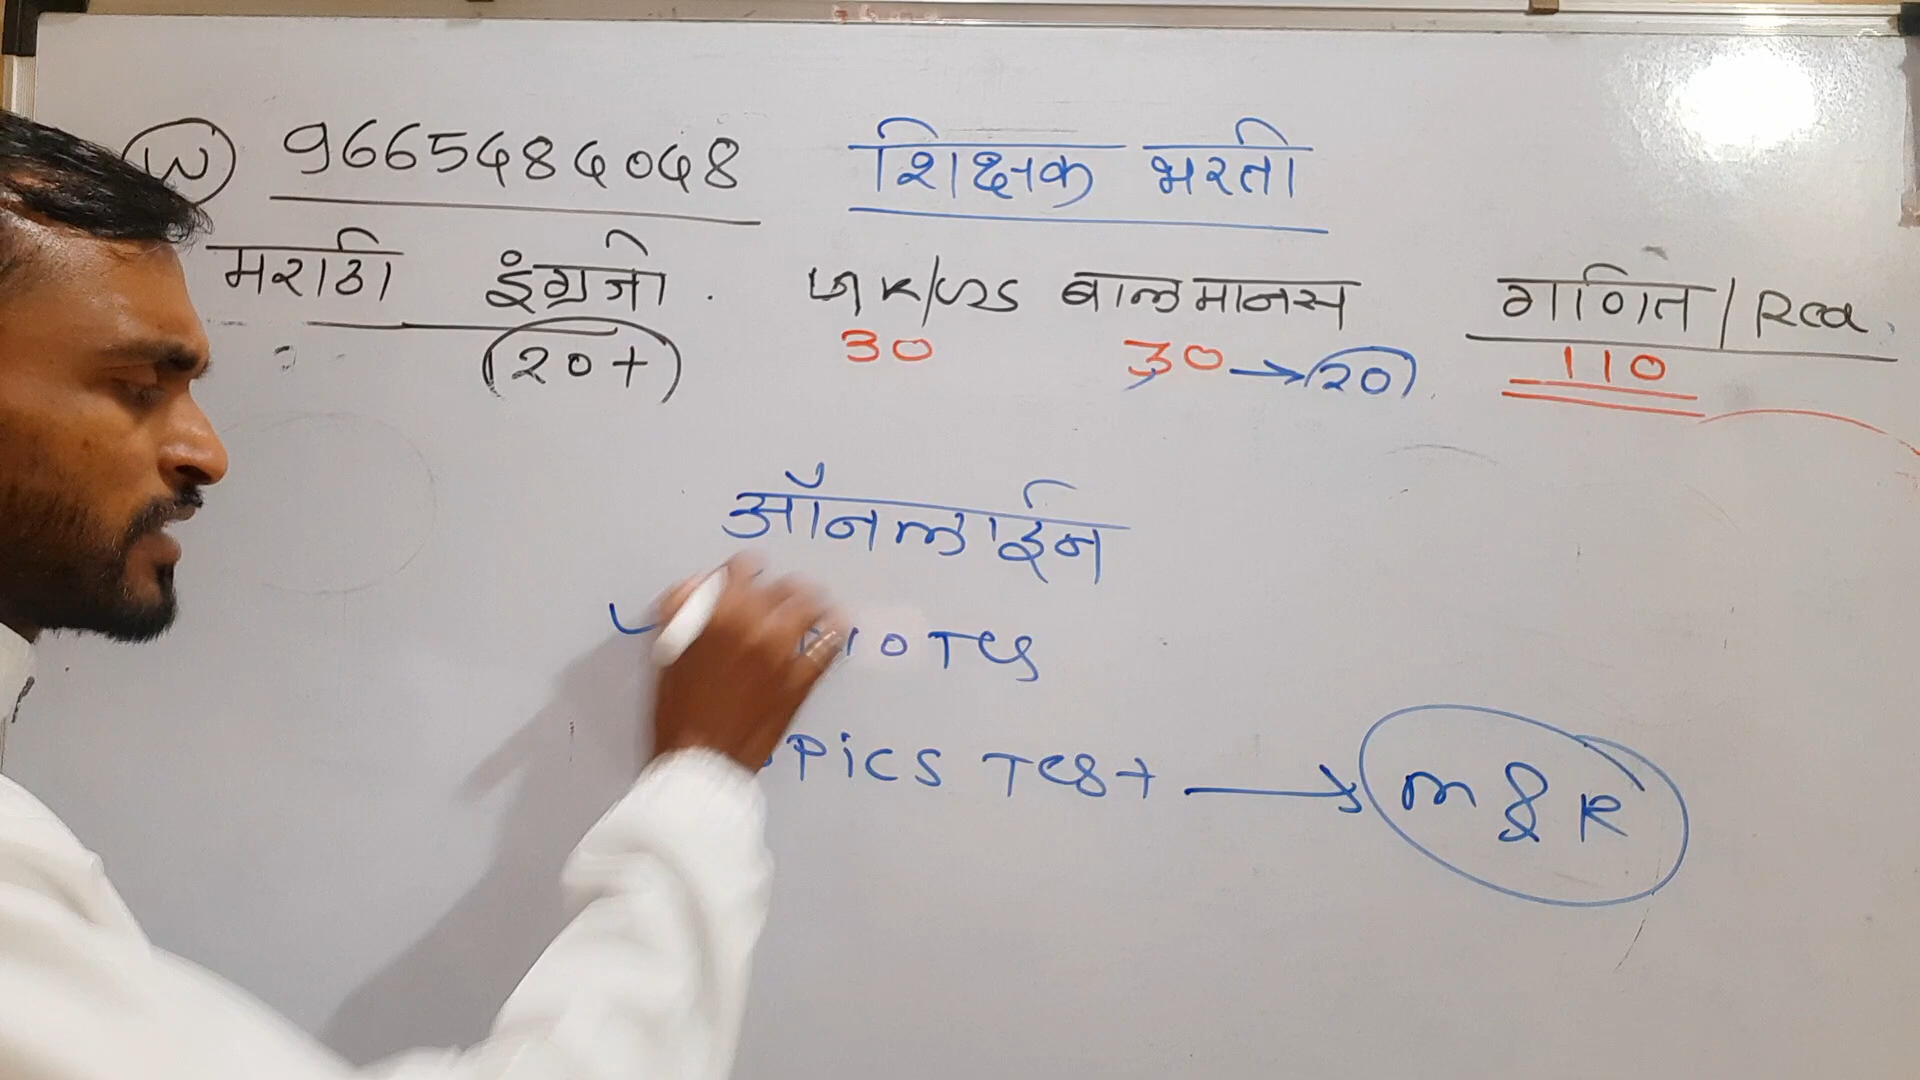 W 9665484048 शिक्षक भरती
मराठी इंग्रजी . GK/GS बालमानस गणित / Rea.
(20+) 30 30 → (20) 110
ऑनलाईन
NOTES
TOPICS TEST → M & R